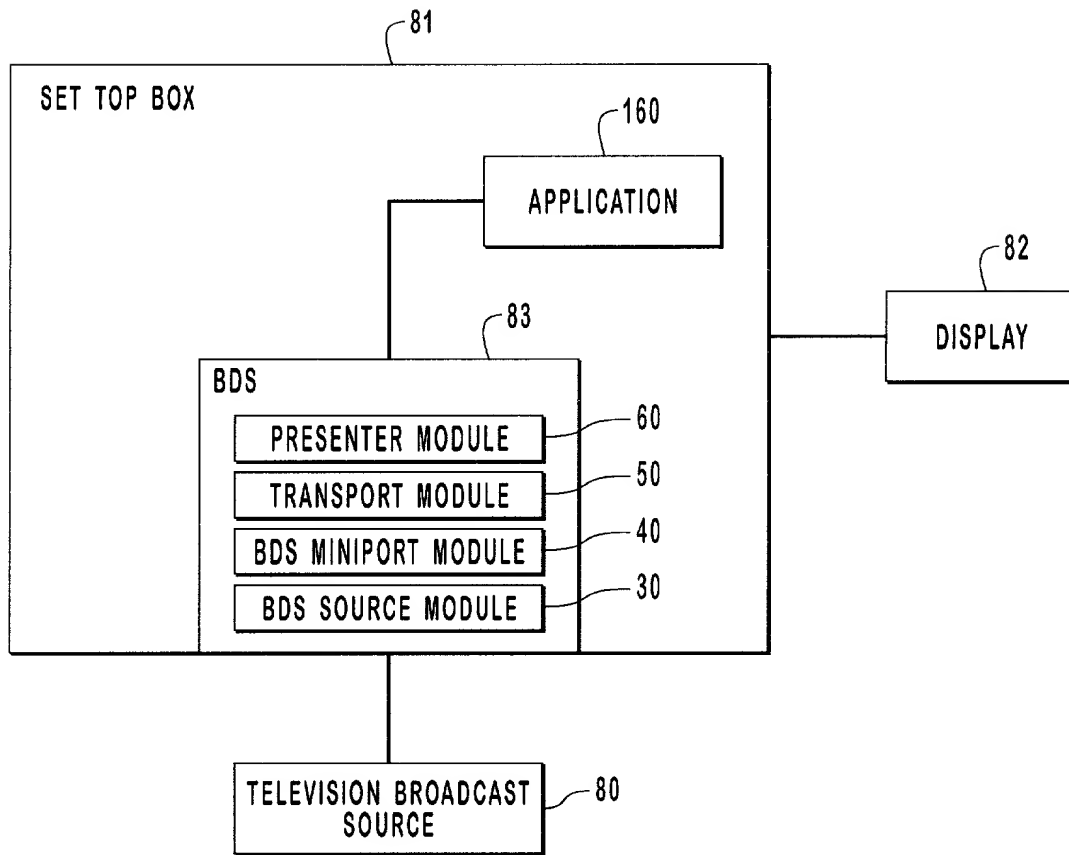 81
SET TOP BOX
160
APPLICATION
82
DISPLAY
83
BDS
PRESENTER MODULE
60
TRANSPORT MODULE
50
BDS MINIPORT MODULE
40
BDS SOURCE MODULE
30
TELEVISION BROADCAST
SOURCE
80